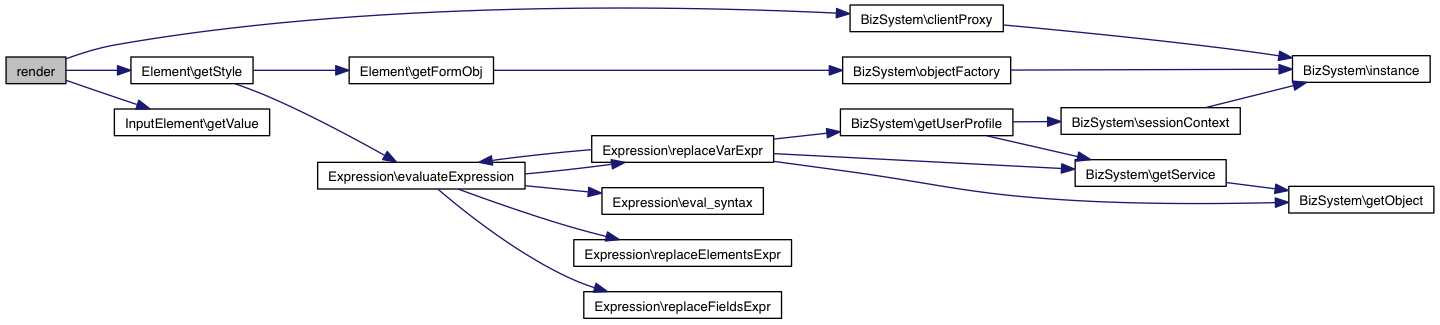 render
Element\getStyle
InputElement\getValue
Element\getFormObj
Expression\evaluateExpression
Expression\replaceVarExpr
Expression\eval_syntax
Expression\replaceElementsExpr
Expression\replaceFieldsExpr
BizSystem\clientProxy
BizSystem\objectFactory
BizSystem\getUserProfile
BizSystem\sessionContext
BizSystem\getService
BizSystem\instance
BizSystem\getObject